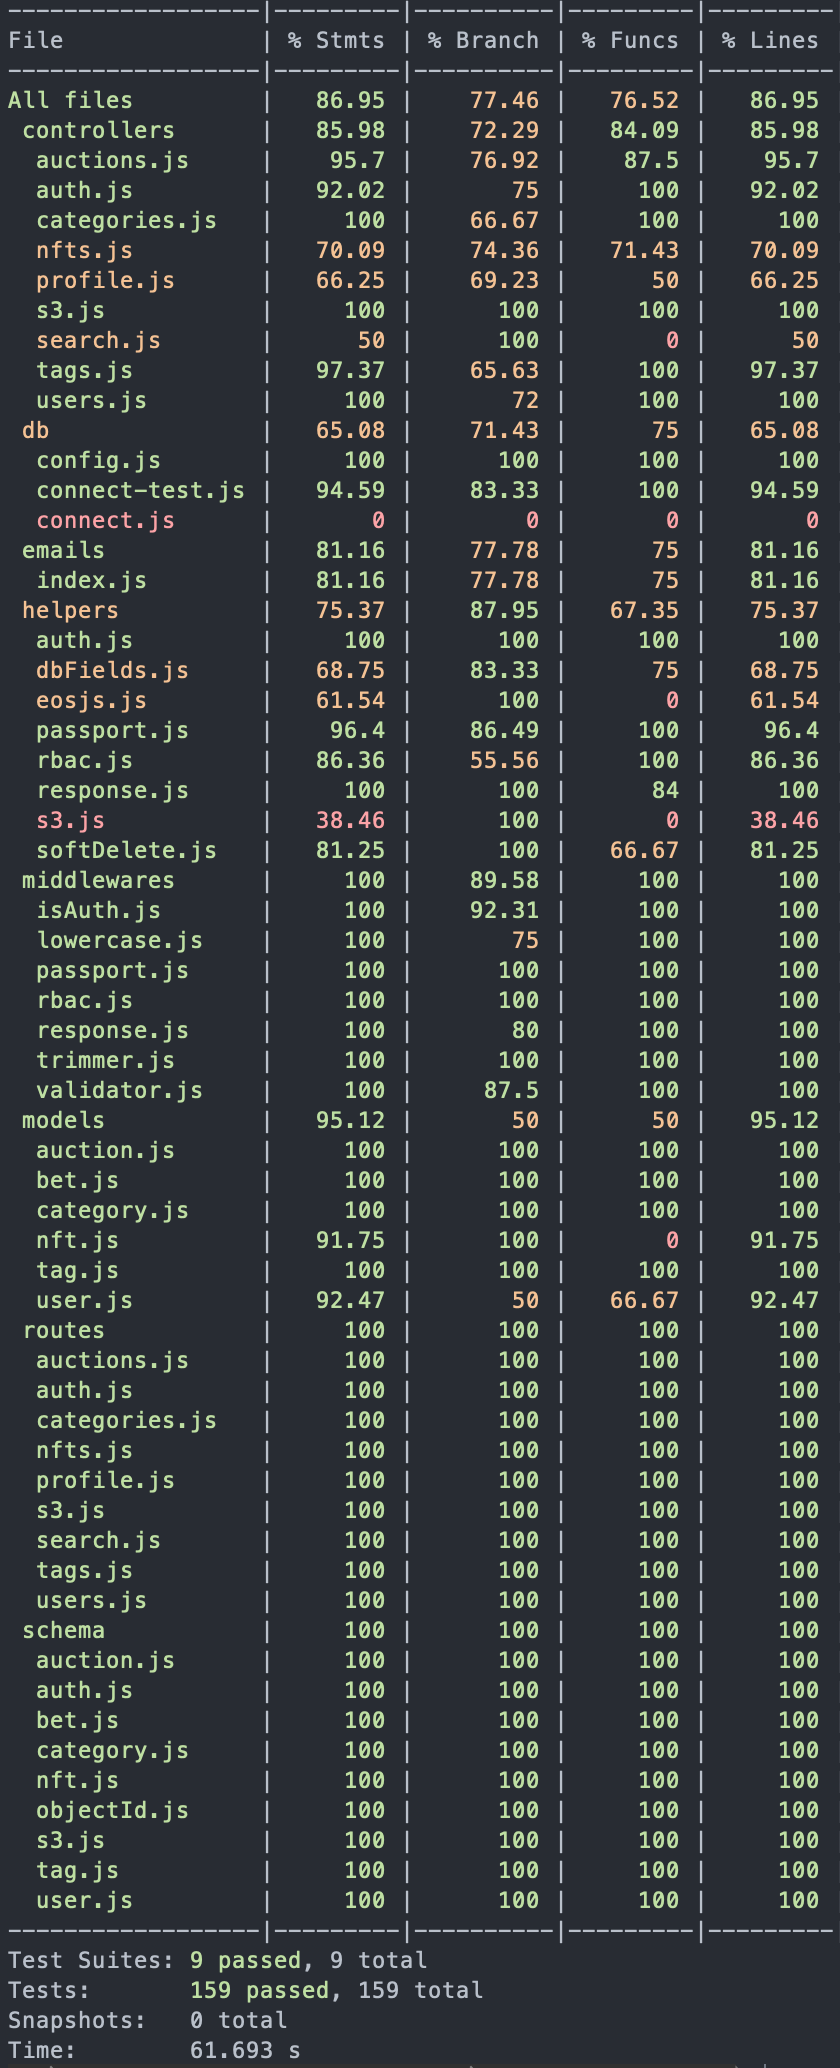 -------------------|---------|----------|---------|---------
File               | % Stmts | % Branch | % Funcs | % Lines
-------------------|---------|----------|---------|---------
All files          |   86.95 |    77.46 |   76.52 |   86.95
 controllers       |   85.98 |    72.29 |   84.09 |   85.98
  auctions.js      |    95.7 |    76.92 |    87.5 |    95.7
  auth.js          |   92.02 |       75 |     100 |   92.02
  categories.js    |     100 |    66.67 |     100 |     100
  nfts.js          |   70.09 |    74.36 |   71.43 |   70.09
  profile.js       |   66.25 |    69.23 |      50 |   66.25
  s3.js            |     100 |      100 |     100 |     100
  search.js        |      50 |      100 |       0 |      50
  tags.js          |   97.37 |    65.63 |     100 |   97.37
  users.js         |     100 |       72 |     100 |     100
 db                |   65.08 |    71.43 |      75 |   65.08
  config.js        |     100 |      100 |     100 |     100
  connect-test.js  |   94.59 |    83.33 |     100 |   94.59
  connect.js       |       0 |        0 |       0 |       0
 emails            |   81.16 |    77.78 |      75 |   81.16
  index.js         |   81.16 |    77.78 |      75 |   81.16
 helpers           |   75.37 |    87.95 |   67.35 |   75.37
  auth.js          |     100 |      100 |     100 |     100
  dbFields.js      |   68.75 |    83.33 |      75 |   68.75
  eosjs.js         |   61.54 |      100 |       0 |   61.54
  passport.js      |    96.4 |    86.49 |     100 |    96.4
  rbac.js          |   86.36 |    55.56 |     100 |   86.36
  response.js      |     100 |      100 |      84 |     100
  s3.js            |   38.46 |      100 |       0 |   38.46
  softDelete.js    |   81.25 |      100 |   66.67 |   81.25
 middlewares       |     100 |    89.58 |     100 |     100
  isAuth.js        |     100 |    92.31 |     100 |     100
  lowercase.js     |     100 |       75 |     100 |     100
  passport.js      |     100 |      100 |     100 |     100
  rbac.js          |     100 |      100 |     100 |     100
  response.js      |     100 |       80 |     100 |     100
  trimmer.js       |     100 |      100 |     100 |     100
  validator.js     |     100 |     87.5 |     100 |     100
 models            |   95.12 |       50 |      50 |   95.12
  auction.js       |     100 |      100 |     100 |     100
  bet.js           |     100 |      100 |     100 |     100
  category.js      |     100 |      100 |     100 |     100
  nft.js           |   91.75 |      100 |       0 |   91.75
  tag.js           |     100 |      100 |     100 |     100
  user.js          |   92.47 |       50 |   66.67 |   92.47
 routes            |     100 |      100 |     100 |     100
  auctions.js      |     100 |      100 |     100 |     100
  auth.js          |     100 |      100 |     100 |     100
  categories.js    |     100 |      100 |     100 |     100
  nfts.js          |     100 |      100 |     100 |     100
  profile.js       |     100 |      100 |     100 |     100
  s3.js            |     100 |      100 |     100 |     100
  search.js        |     100 |      100 |     100 |     100
  tags.js          |     100 |      100 |     100 |     100
  users.js         |     100 |      100 |     100 |     100
 schema            |     100 |      100 |     100 |     100
  auction.js       |     100 |      100 |     100 |     100
  auth.js          |     100 |      100 |     100 |     100
  bet.js           |     100 |      100 |     100 |     100
  category.js      |     100 |      100 |     100 |     100
  nft.js           |     100 |      100 |     100 |     100
  objectId.js      |     100 |      100 |     100 |     100
  s3.js            |     100 |      100 |     100 |     100
  tag.js           |     100 |      100 |     100 |     100
  user.js          |     100 |      100 |     100 |     100
-------------------|---------|----------|---------|---------
Test Suites: 9 passed, 9 total
Tests:       159 passed, 159 total
Snapshots:   0 total
Time:        61.693 s